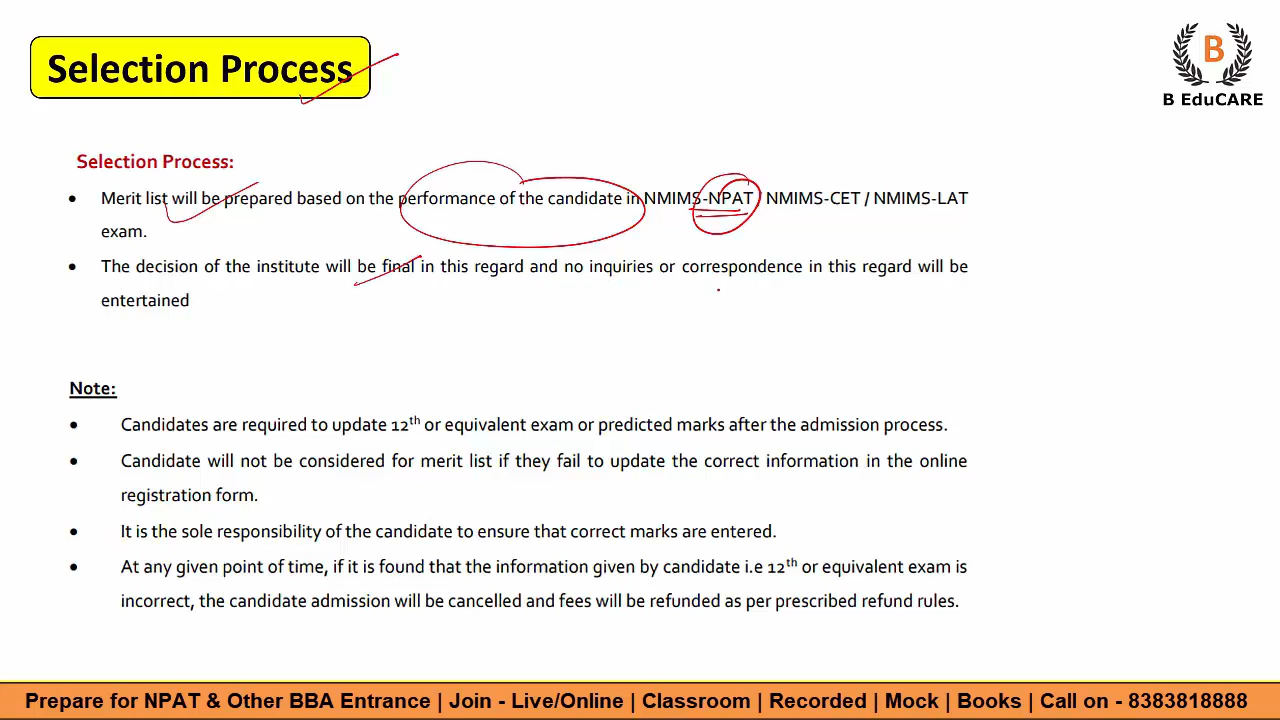 Selection Process
B
B EduCARE
Selection Process:
• Merit list will be prepared based on the performance of the candidate in NMIMS-NPAT / NMIMS-CET / NMIMS-LAT
exam.
• The decision of the institute will be final in this regard and no inquiries or correspondence in this regard will be
entertained
Note:
• Candidates are required to update 12th or equivalent exam or predicted marks after the admission process.
• Candidate will not be considered for merit list if they fail to update the correct information in the online
registration form.
• It is the sole responsibility of the candidate to ensure that correct marks are entered.
• At any given point of time, if it is found that the information given by candidate i.e 12th or equivalent exam is
incorrect, the candidate admission will be cancelled and fees will be refunded as per prescribed refund rules.
Prepare for NPAT & Other BBA Entrance | Join - Live/Online | Classroom | Recorded | Mock | Books | Call on - 8383818888